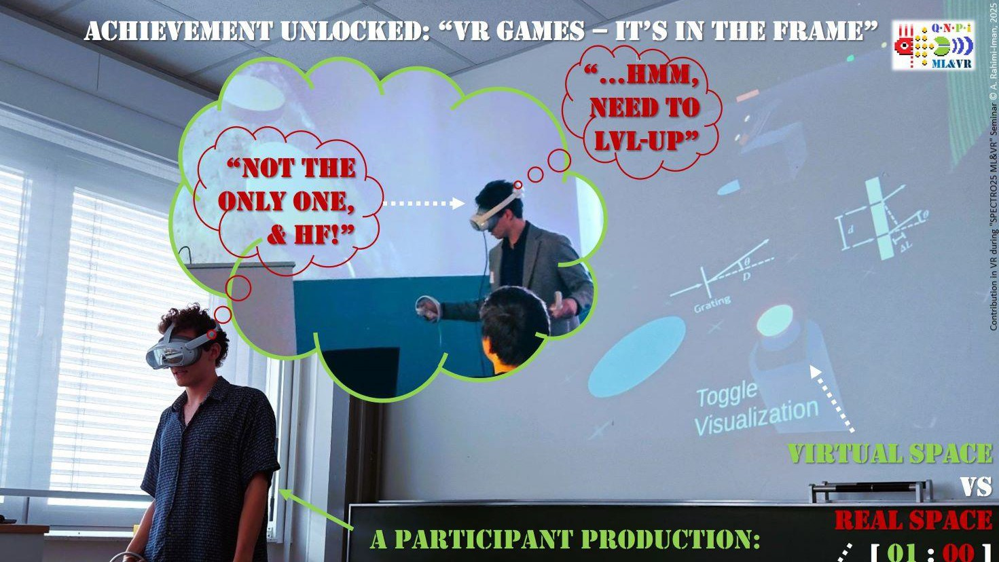 ACHIEVEMENT UNLOCKED: “VR GAMES – IT’S IN THE FRAME”
Q·N·P·i
ML&VR
“...HMM,
NEED TO
LVL-UP”
“NOT THE
ONLY ONE,
& HF!”
d
θ
ΔL
θ
D
Grating
Toggle
Visualization
VIRTUAL SPACE
VS
REAL SPACE
[ 01 : 00 ]
A PARTICIPANT PRODUCTION:
Contribution in VR during "SPECTRO25 ML&VR" Seminar © A. Rahimi-Iman, 2025